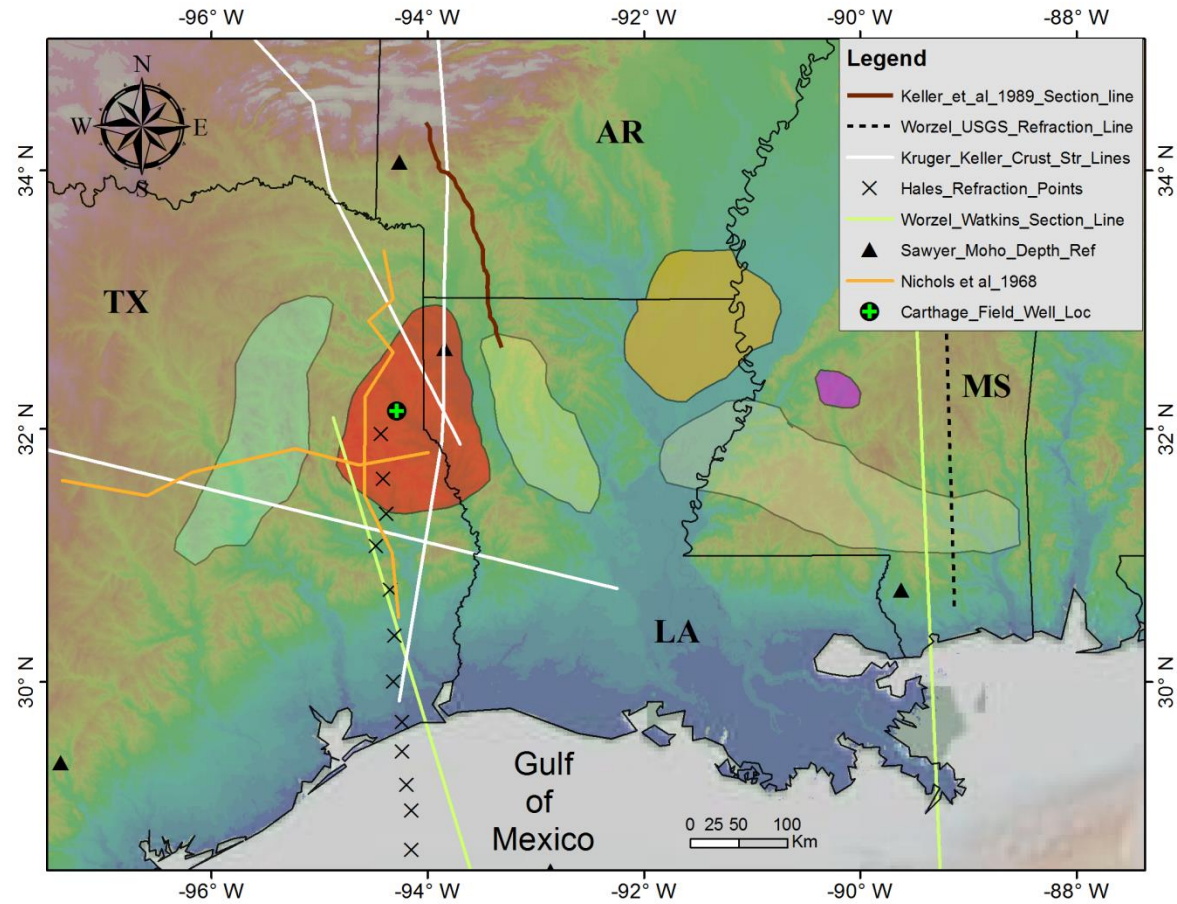 -96° W
-94° W
-92° W
-90° W
-88° W
Legend
Keller_et_al_1989_Section_line
Worzel_USGS_Refraction_Line
Kruger_Keller_Crust_Str_Lines
Hales_Refraction_Points
Worzel_Watkins_Section_Line
Sawyer_Moho_Depth_Ref
Nichols et al_1968
Carthage_Field_Well_Loc
N
W
E
S
AR
34° N
34° N
TX
MS
32° N
32° N
LA
30° N
30° N
Gulf
of
Mexico
0 25 50 100
Km
-96° W
-94° W
-92° W
-90° W
-88° W